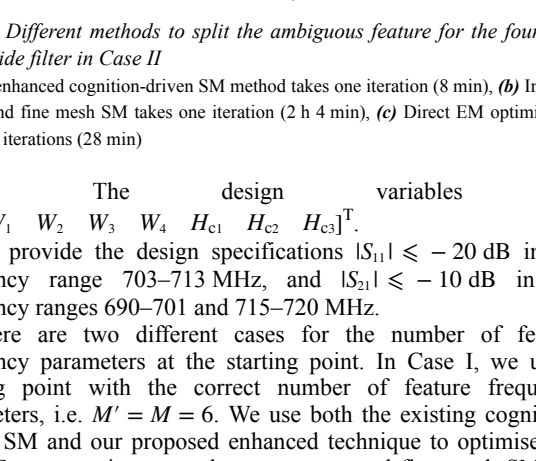 Different methods to split the ambiguous feature for the four
ide filter in Case II
enhanced cognition-driven SM method takes one iteration (8 min), (b) In
nd fine mesh SM takes one iteration (2 h 4 min), (c) Direct EM optimi
iterations (28 min)
The design variables
W₂ W₃ W₄ H_c1 H_c2 H_c3]ᵀ.
provide the design specifications |S₁₁| ⩽ − 20 dB in
ncy range 703–713 MHz, and |S₂₁| ⩽ − 10 dB in
ncy ranges 690–701 and 715–720 MHz.
ere are two different cases for the number of fe
ncy parameters at the starting point. In Case I, we u
g point with the correct number of feature frequ
eters, i.e. M′ = M = 6. We use both the existing cogni
SM and our proposed enhanced technique to optimise